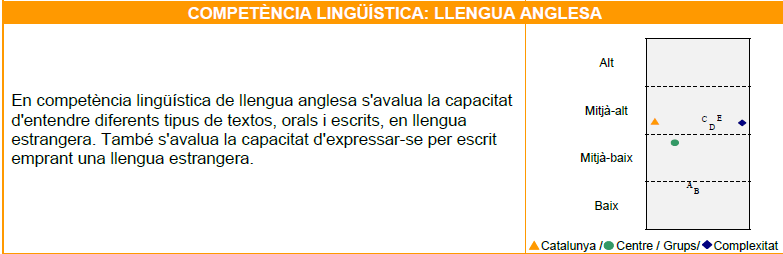 COMPETÈNCIA LINGÜÍSTICA: LLENGUA ANGLESA
En competència lingüística de llengua anglesa s'avalua la capacitat
d'entendre diferents tipus de textos, orals i escrits, en llengua
estrangera. També s'avalua la capacitat d'expressar-se per escrit
emprant una llengua estrangera.
Alt
Mitjà-alt
C E
D
Mitjà-baix
A B
Baix
Catalunya / Centre / Grups/ Complexitat